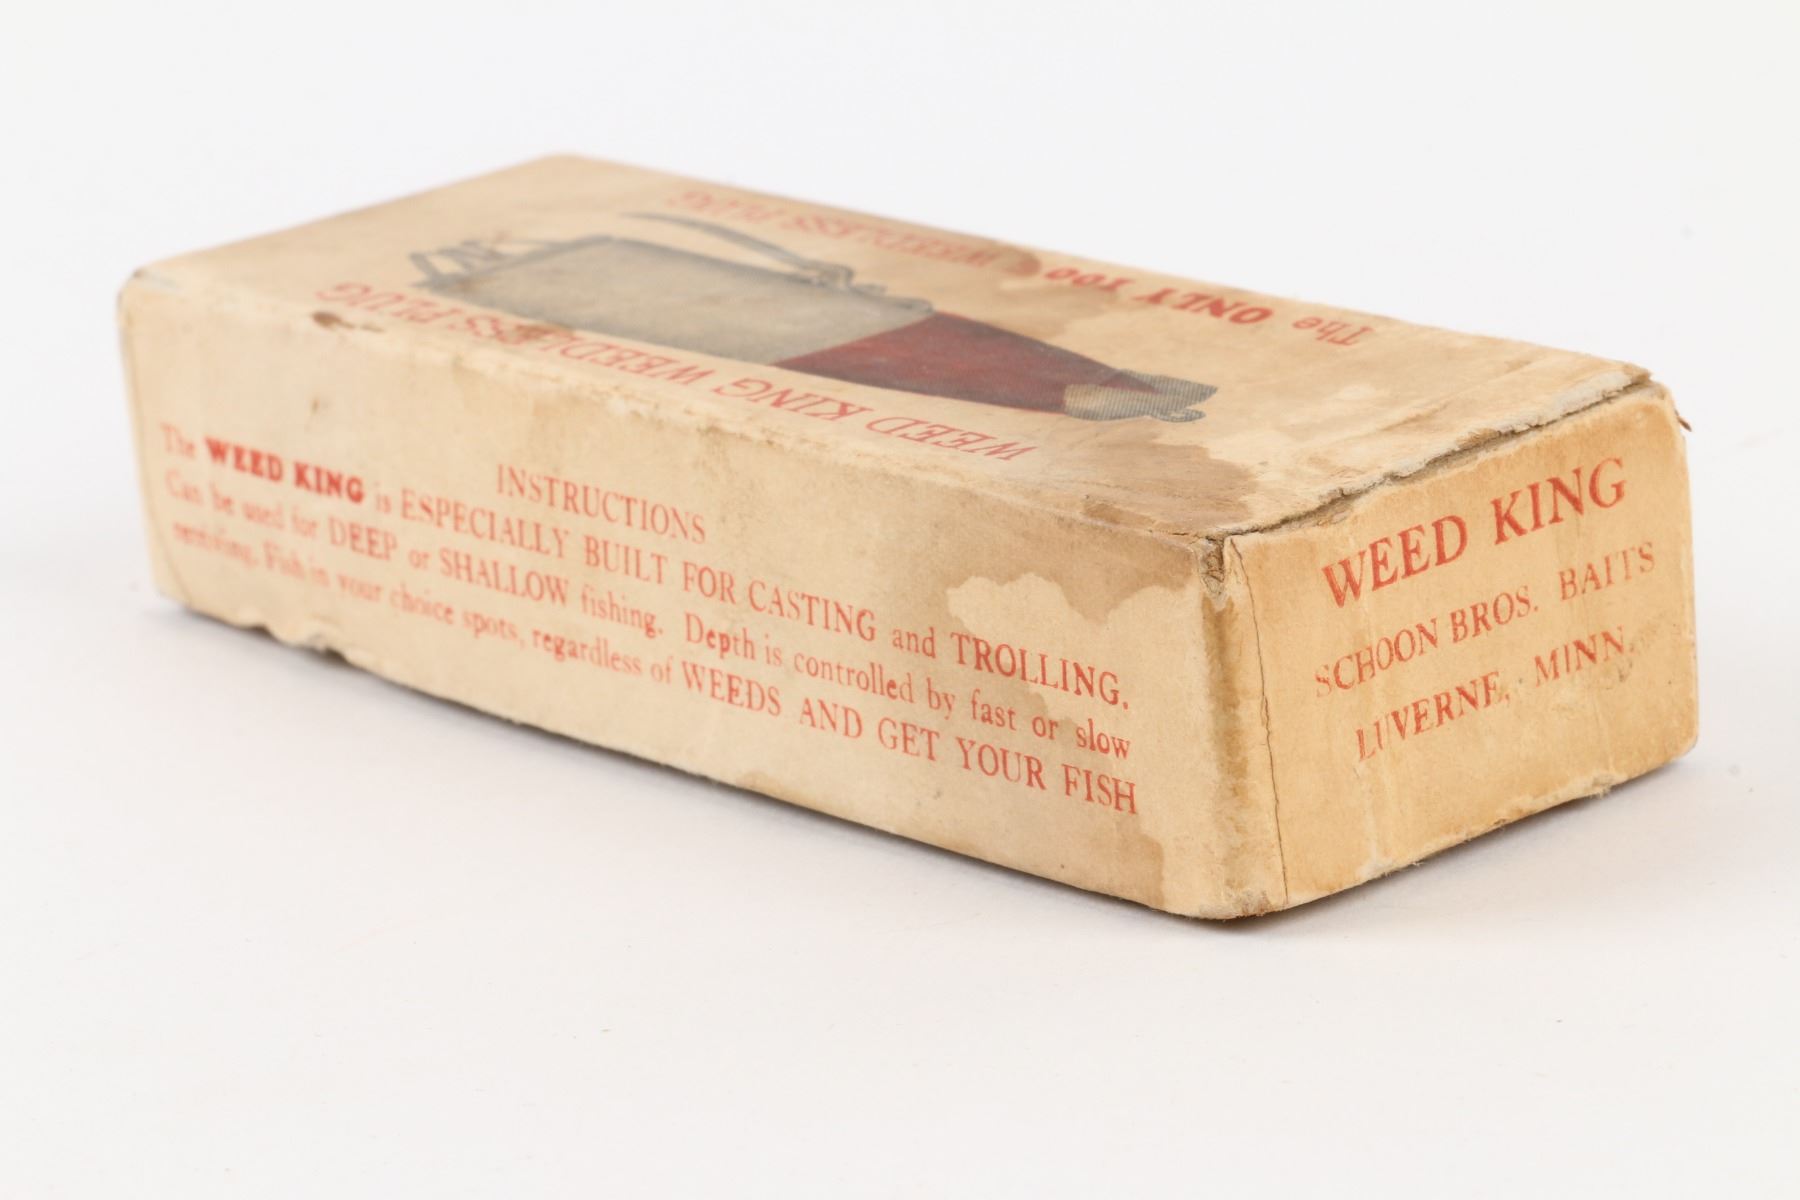 The ONLY 100 % WEEDLESS PLUG
WEED KING WEEDLESS PLUG
INSTRUCTIONS
The WEED KING is ESPECIALLY BUILT FOR CASTING and TROLLING.
Can be used for DEEP or SHALLOW fishing. Depth is controlled by fast or slow
Fish in your choice spots, regardless of WEEDS AND GET YOUR FISH
WEED KING
SCHOON BROS. BAITS
LUVERNE, MINN.